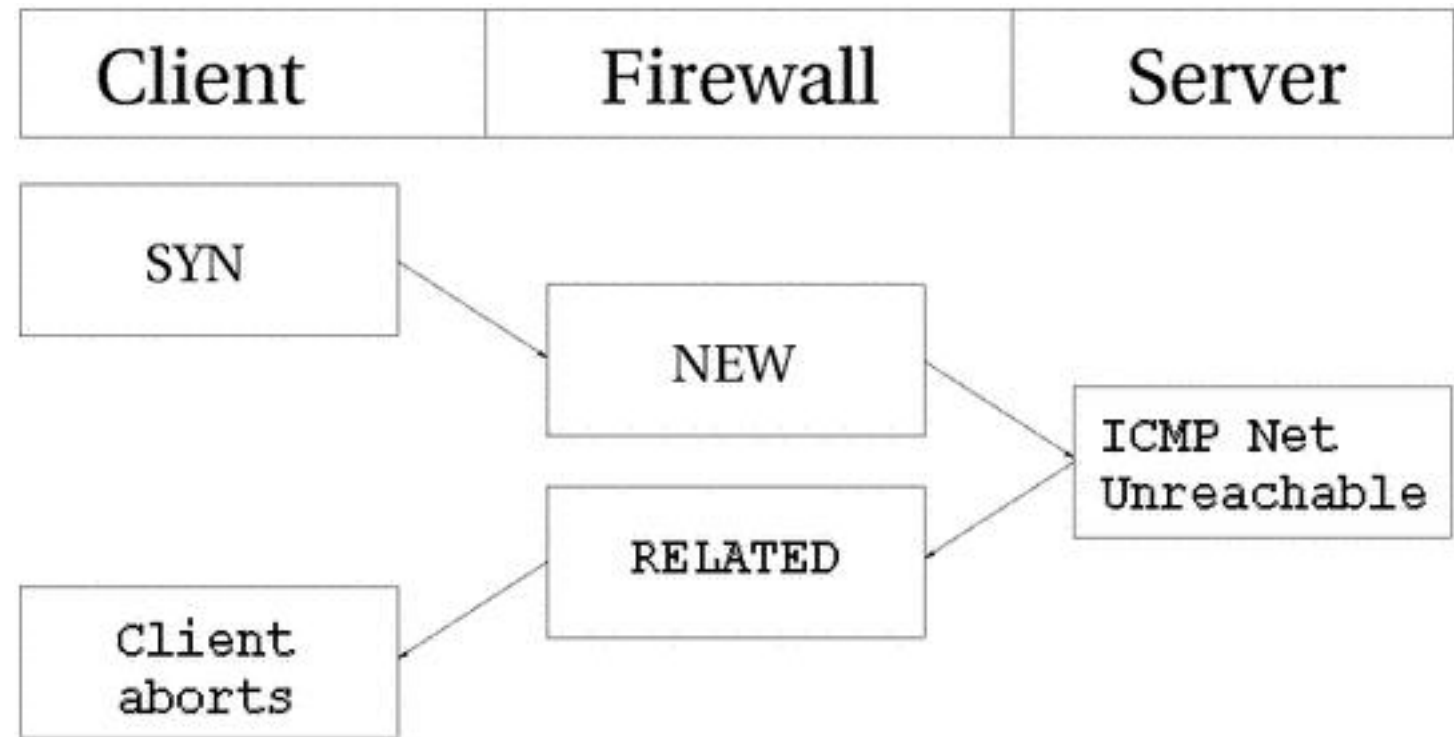 Client Firewall Server
SYN
NEW
ICMP Net
Unreachable
RELATED
Client
aborts